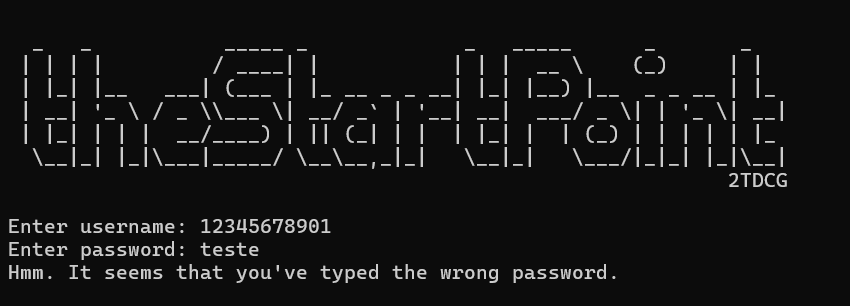 theStartPoint
2TDCG
Enter username: 12345678901
Enter password: teste
Hmm. It seems that you've typed the wrong password.